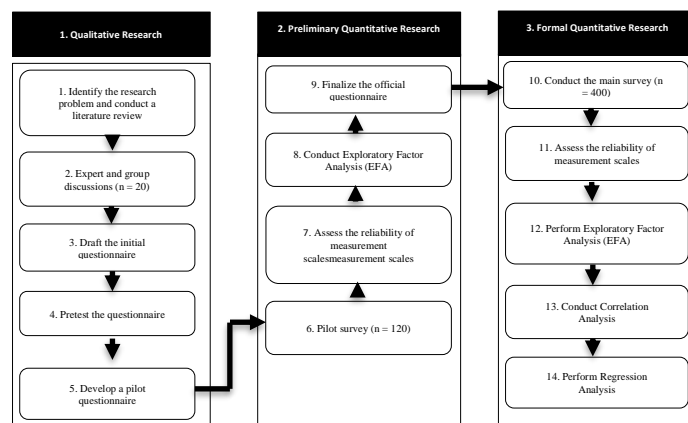 1. Qualitative Research
1. Identify the research
problem and conduct a
literature review
2. Expert and group
discussions (n = 20)
3. Draft the initial
questionnaire
4. Pretest the questionnaire
5. Develop a pilot
questionnaire
2. Preliminary Quantitative Research
9. Finalize the official
questionnaire
8. Conduct Exploratory Factor
Analysis (EFA)
7. Assess the reliability of
measurement
scalesmeasurement scales
6. Pilot survey (n = 120)
3. Formal Quantitative Research
10. Conduct the main survey (n
= 400)
11. Assess the reliability of
measurement scales
12. Perform Exploratory Factor
Analysis (EFA)
13. Conduct Correlation
Analysis
14. Perform Regression
Analysis